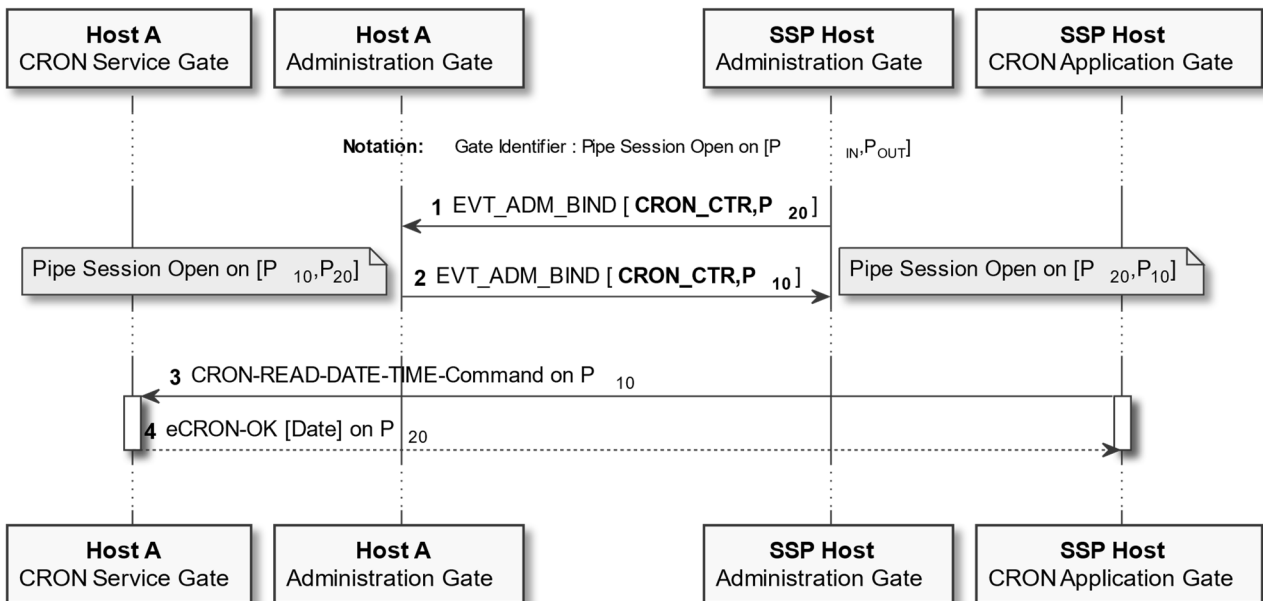 Host A
CRON Service Gate
Host A
Administration Gate
SSP Host
Administration Gate
SSP Host
CRON Application Gate
Notation: Gate Identifier : Pipe Session Open on [P IN,POUT]
1 EVT_ADM_BIND [ CRON_CTR,P 20 ]
Pipe Session Open on [P 10,P20]
2 EVT_ADM_BIND [ CRON_CTR,P 10 ]
Pipe Session Open on [P 20,P10]
3 CRON-READ-DATE-TIME-Command on P 10
4 eCRON-OK [Date] on P 20
Host A
CRON Service Gate
Host A
Administration Gate
SSP Host
Administration Gate
SSP Host
CRON Application Gate